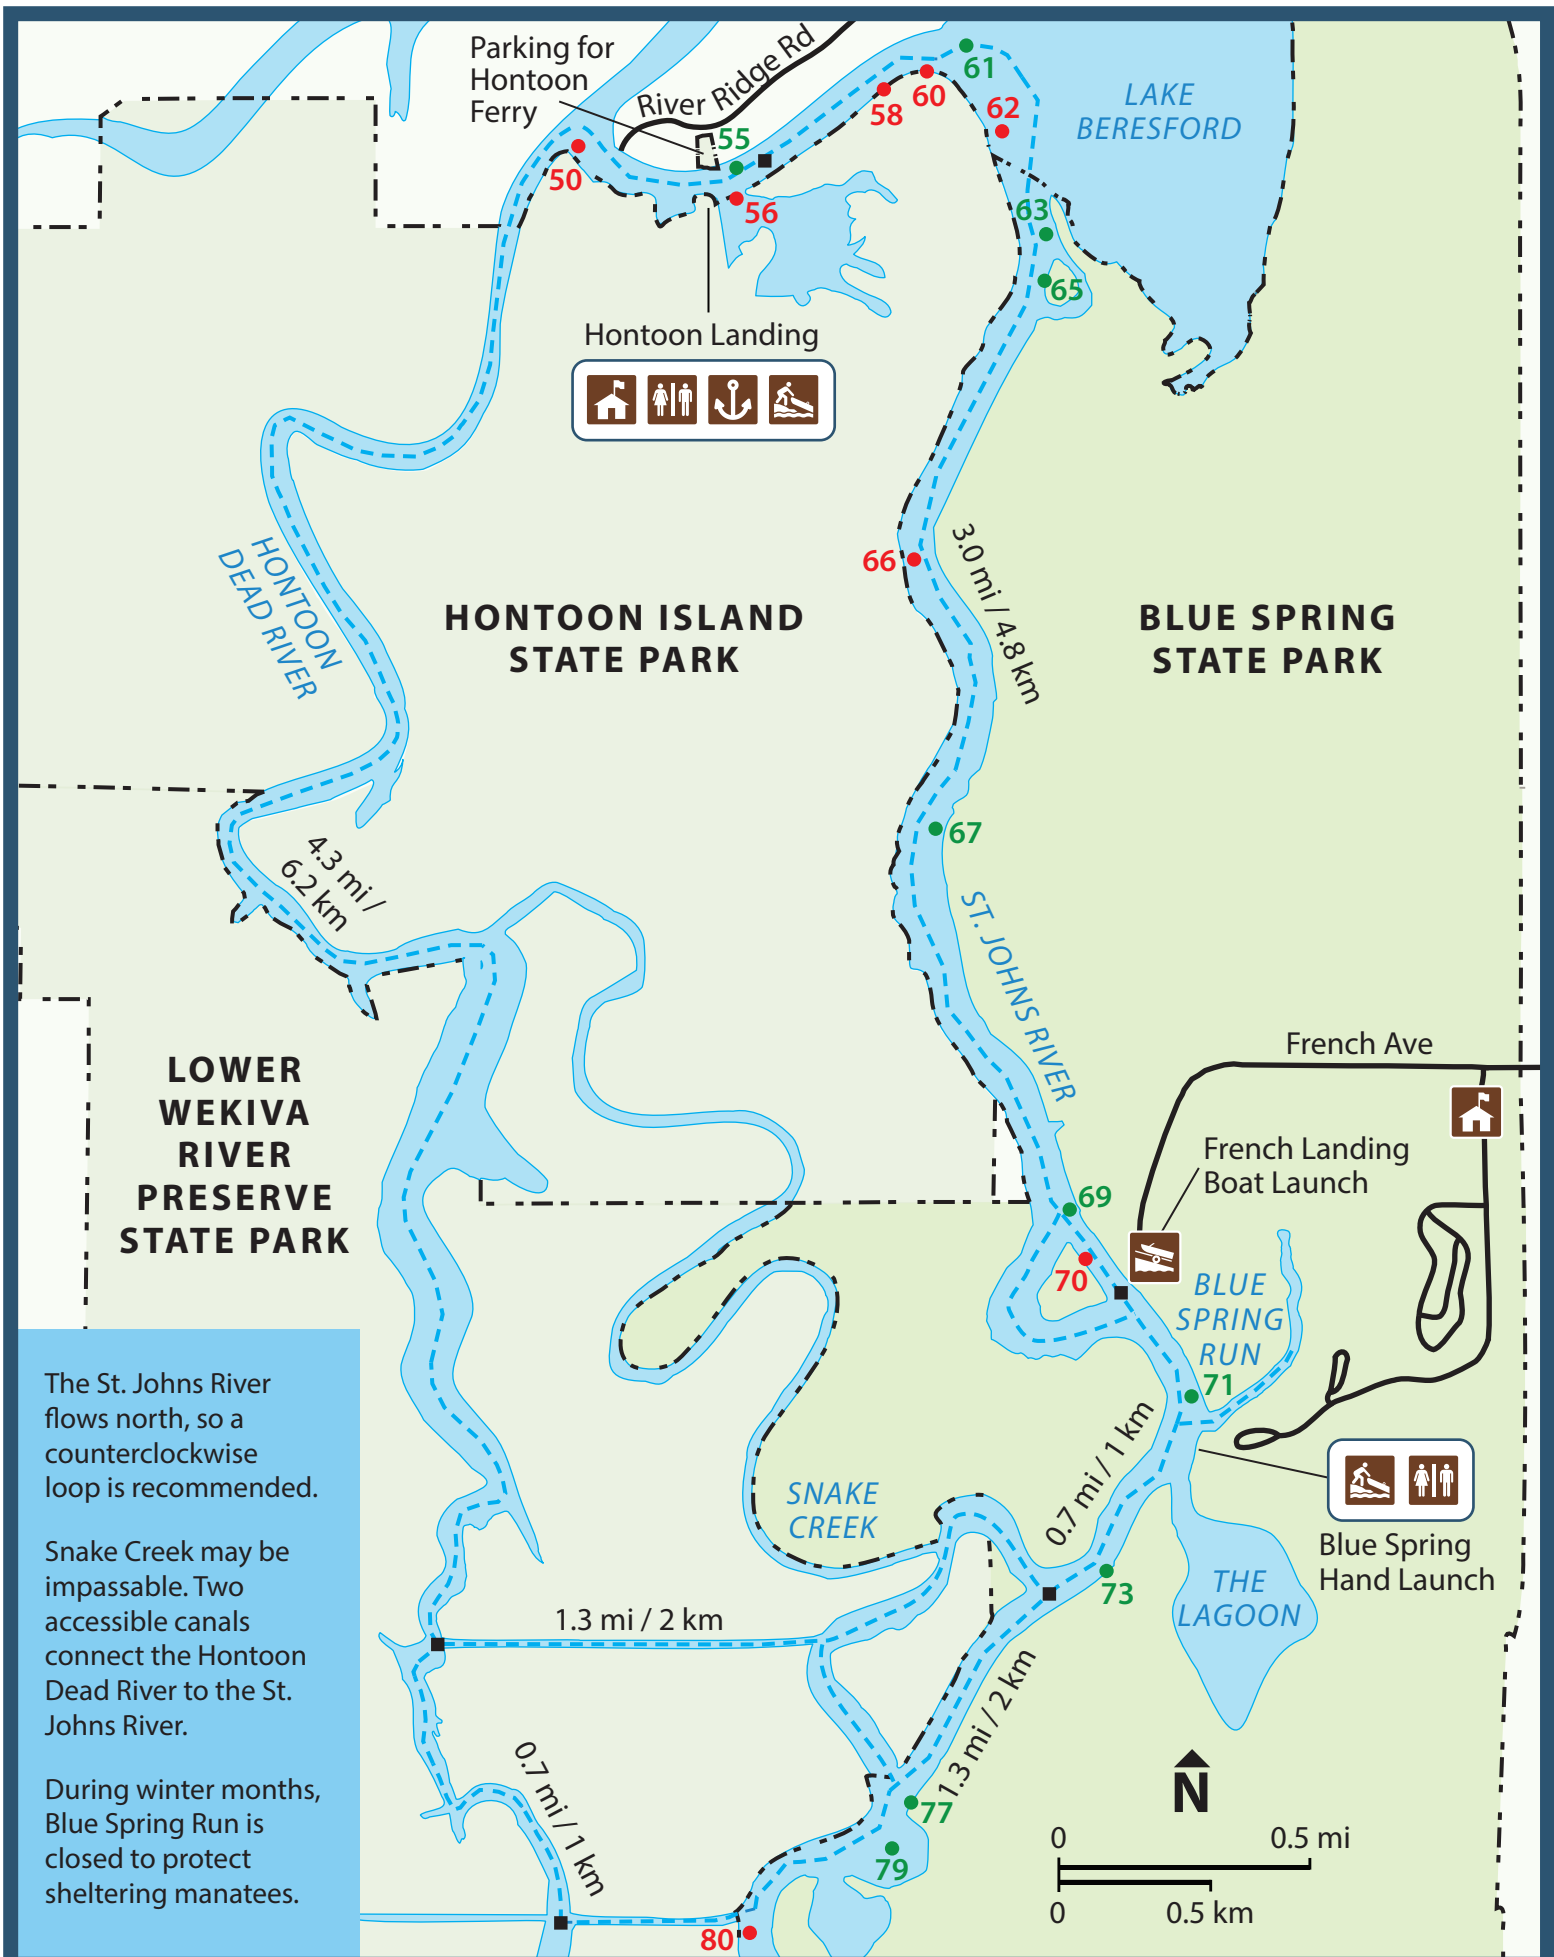 Parking for
Hontoon
Ferry
River Ridge Rd
61
LAKE
BERESFORD
60
58
62
55
50
56
63
65
Hontoon Landing
HONTOON
DEAD RIVER
66
3.0 mi / 4.8 km
HONTOON ISLAND
STATE PARK
BLUE SPRING
STATE PARK
67
4.3 mi /
6.2 km
ST. JOHNS RIVER
French Ave
LOWER
WEKIVA
RIVER
PRESERVE
STATE PARK
French Landing
Boat Launch
69
70
BLUE
SPRING
RUN
71
The St. Johns River
flows north, so a
counterclockwise
loop is recommended.
Snake Creek may be
impassable. Two
accessible canals
connect the Hontoon
Dead River to the St.
Johns River.
During winter months,
Blue Spring Run is
closed to protect
sheltering manatees.
0.7 mi / 1 km
SNAKE
CREEK
Blue Spring
Hand Launch
73
THE
LAGOON
1.3 mi / 2 km
1.3 mi / 2 km
0.7 mi / 1 km
77
79
80
N
0
0.5 mi
0
0.5 km